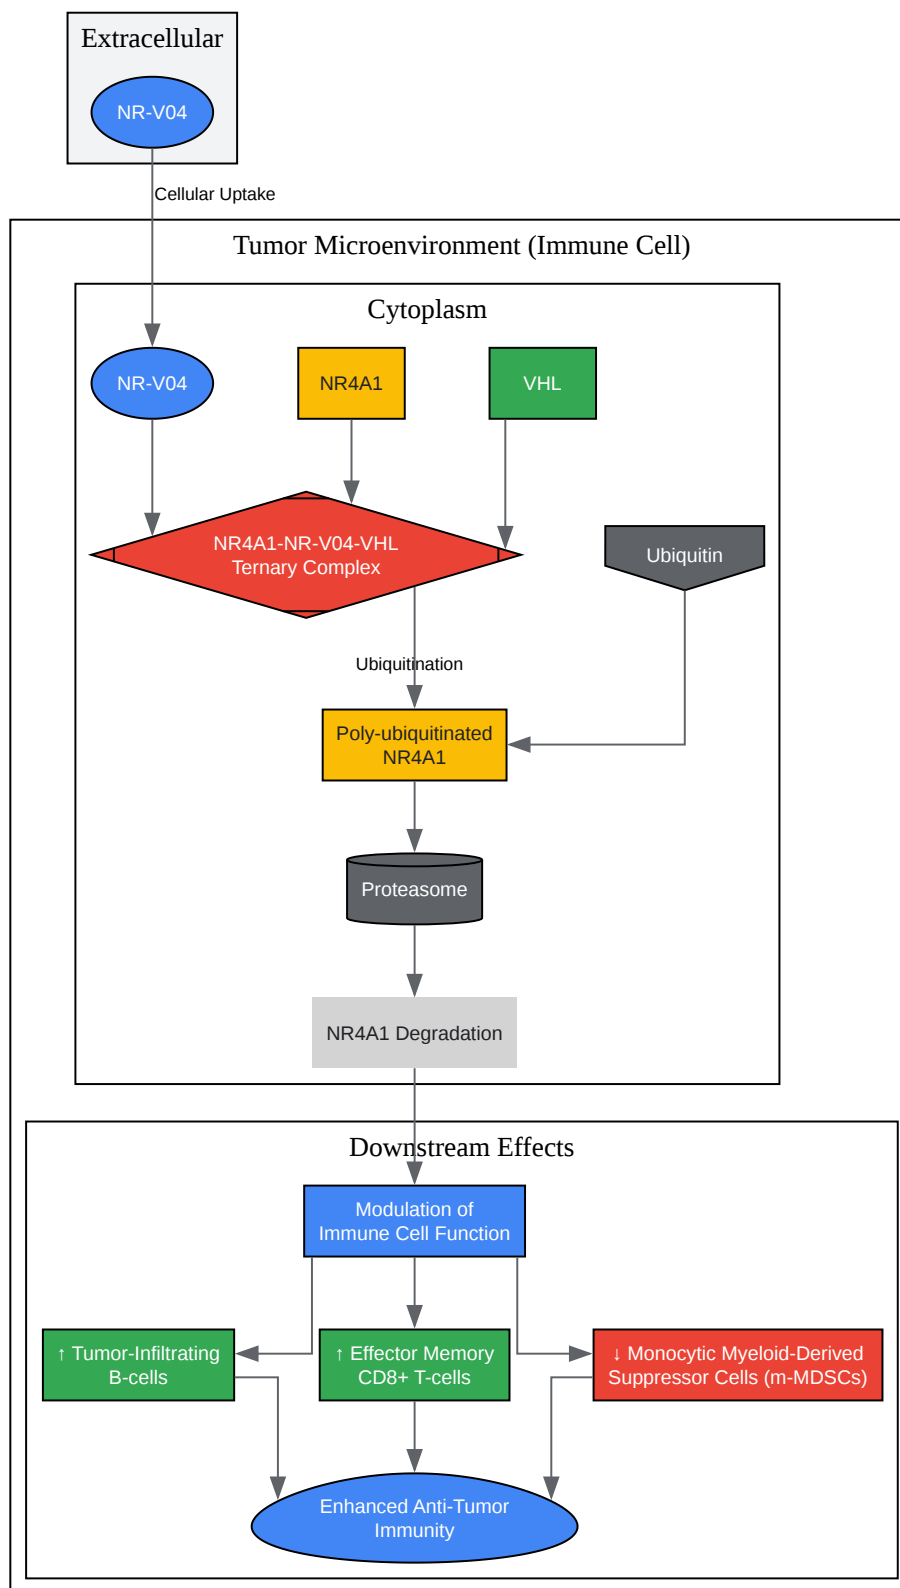 Extracellular
NR-V04
Cellular Uptake
Tumor Microenvironment (Immune Cell)
Cytoplasm
NR-V04
NR4A1
VHL
NR4A1-NR-V04-VHL
Ternary Complex
Ubiquitin
Ubiquitination
Poly-ubiquitinated
NR4A1
Proteasome
NR4A1 Degradation
Downstream Effects
Modulation of
Immune Cell Function
↑ Tumor-Infiltrating
B-cells
↑ Effector Memory
CD8+ T-cells
↓ Monocytic Myeloid-Derived
Suppressor Cells (m-MDSCs)
Enhanced Anti-Tumor
Immunity